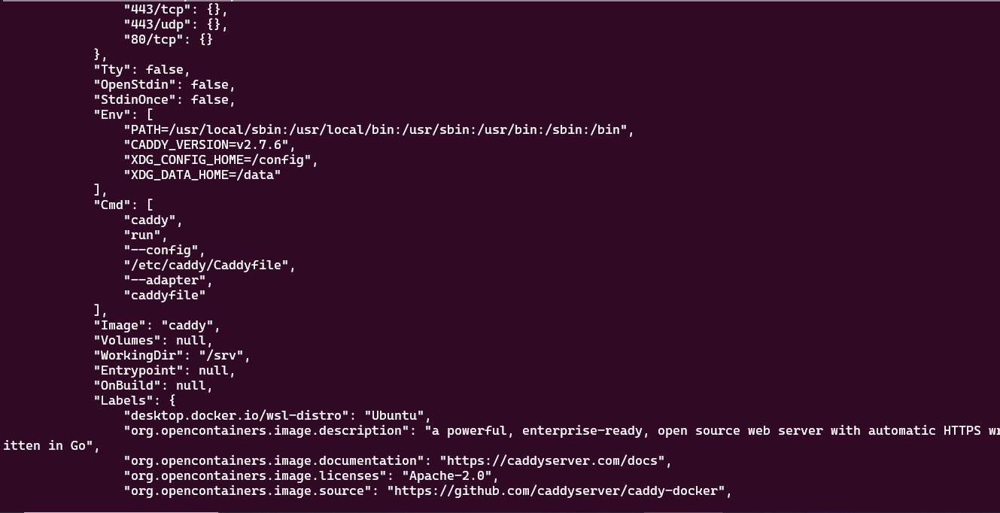 "443/tcp": {},
"443/udp": {},
"80/tcp": {}
},
"Tty": false,
"OpenStdin": false,
"StdinOnce": false,
"Env": [
"PATH=/usr/local/sbin:/usr/local/bin:/usr/sbin:/usr/bin:/sbin:/bin",
"CADDY_VERSION=v2.7.6",
"XDG_CONFIG_HOME=/config",
"XDG_DATA_HOME=/data"
],
"Cmd": [
"caddy",
"run",
"--config",
"/etc/caddy/Caddyfile",
"--adapter",
"caddyfile"
],
"Image": "caddy",
"Volumes": null,
"WorkingDir": "/srv",
"Entrypoint": null,
"OnBuild": null,
"Labels": {
"desktop.docker.io/wsl-distro": "Ubuntu",
"org.opencontainers.image.description": "a powerful, enterprise-ready, open source web server with automatic HTTPS wr
itten in Go",
"org.opencontainers.image.documentation": "https://caddyserver.com/docs",
"org.opencontainers.image.licenses": "Apache-2.0",
"org.opencontainers.image.source": "https://github.com/caddyserver/caddy-docker",